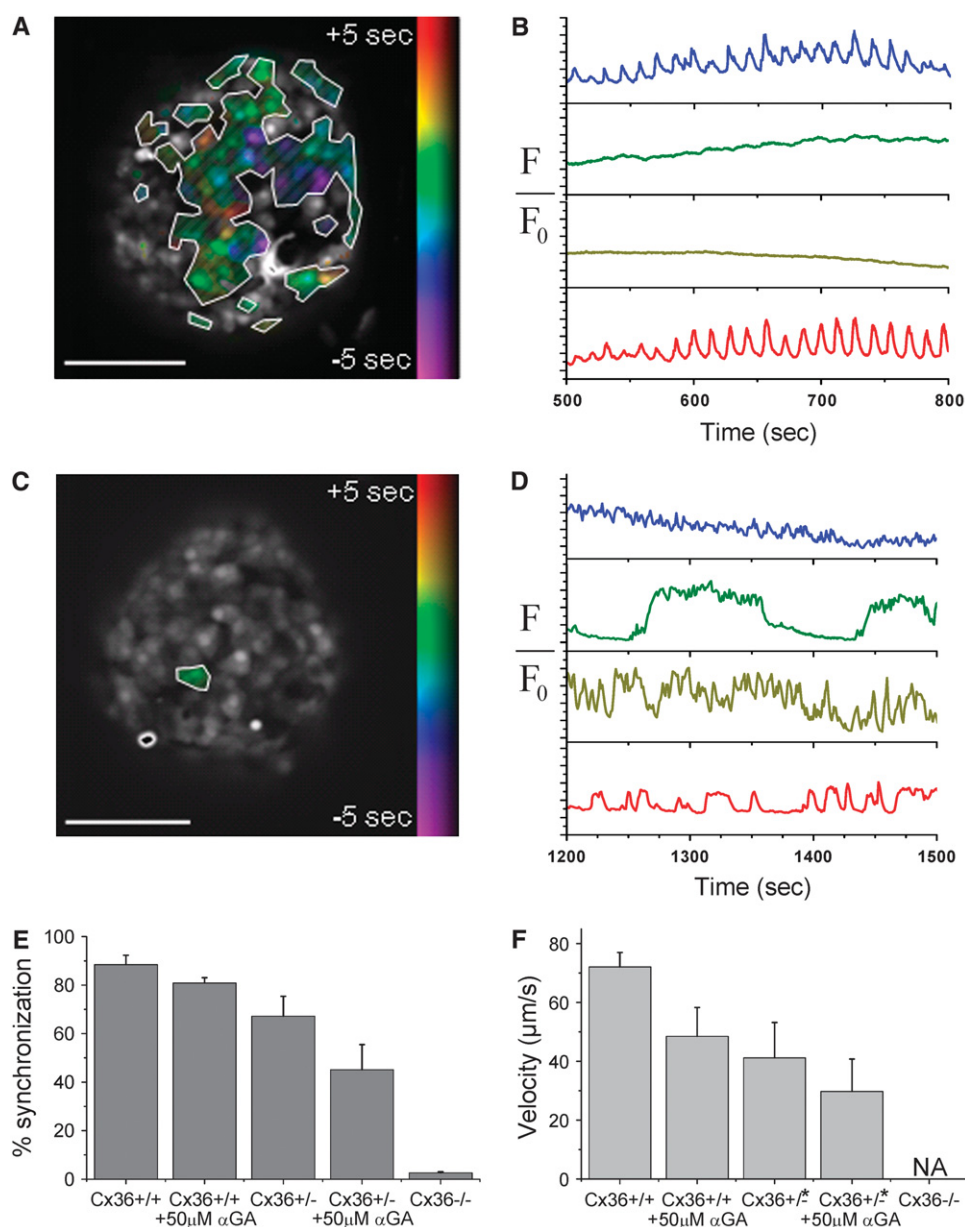 A
+5 sec
-5 sec
B
F
F0
500 600 700 800
Time (sec)
C
+5 sec
-5 sec
D
F
F0
1200 1300 1400 1500
Time (sec)
E
100
80
60
40
20
0
% synchronization
Cx36+/+
Cx36+/+ +50μM αGA
Cx36+/-
Cx36+/- +50μM αGA
Cx36-/-
F
80
60
40
20
0
Velocity (μm/s)
NA
Cx36+/+
Cx36+/+ +50μM αGA
Cx36+/-*
Cx36+/-* +50μM αGA
Cx36-/-